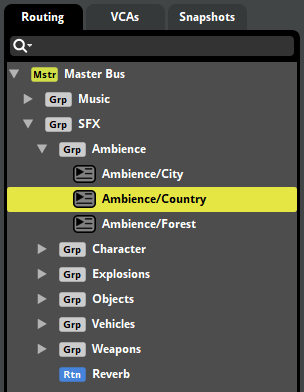 Routing VCAs Snapshots
Mstr Master Bus
Grp Music
Grp SFX
Grp Ambience
Ambience/City
Ambience/Country
Ambience/Forest
Grp Character
Grp Explosions
Grp Objects
Grp Vehicles
Grp Weapons
Rtn Reverb